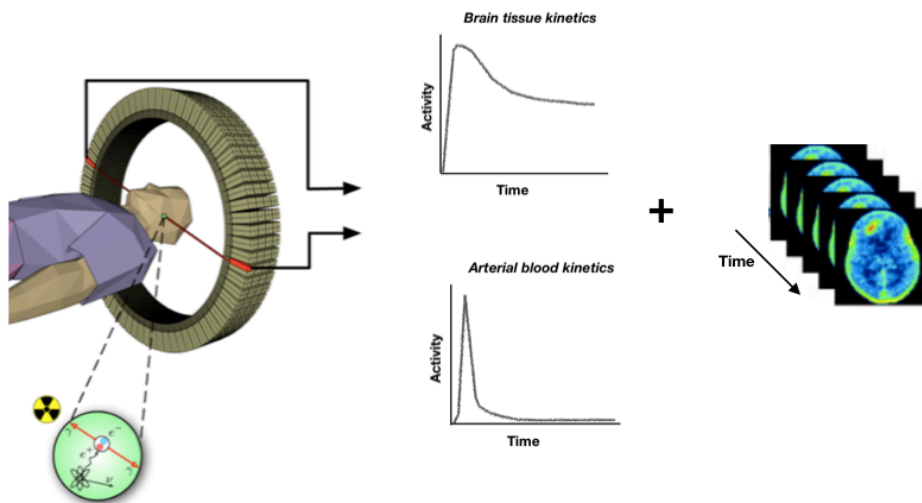 Brain tissue kinetics
Activity
Time
+
Arterial blood kinetics
Activity
Time
Time
γ
e⁻
e⁺
ν
γ